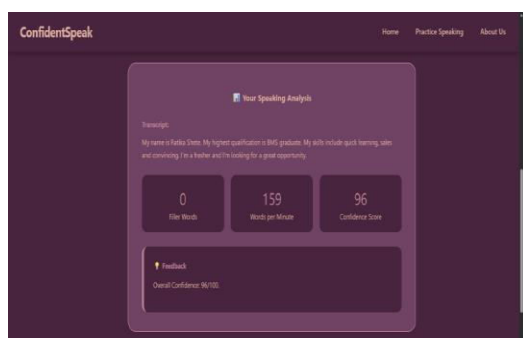 ConfidentSpeak
Home Practice Speaking About Us
Your Speaking Analysis
Transcript:
My name is Ratika Shete. My highest qualification is BMS graduate. My skills include quick learning, sales
and convincing. I'm a fresher and I'm looking for a great opportunity.
0 159 96
Filler Words Words per Minute Confidence Score
Feedback
Overall Confidence: 96/100.